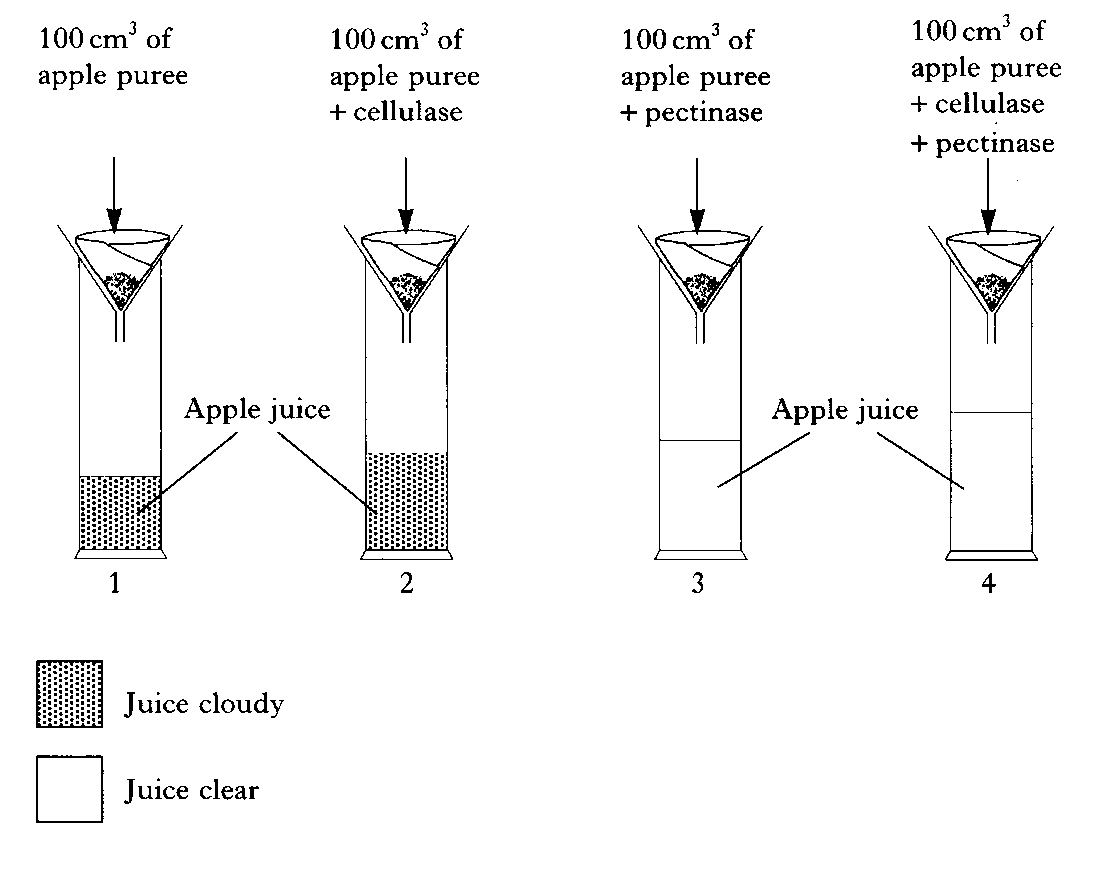 100 cm³ of
apple puree
100 cm³ of
apple puree
+ cellulase
100 cm³ of
apple puree
+ pectinase
100 cm³ of
apple puree
+ cellulase
+ pectinase
Apple juice
Apple juice
1
2
3
4
Juice cloudy
Juice clear